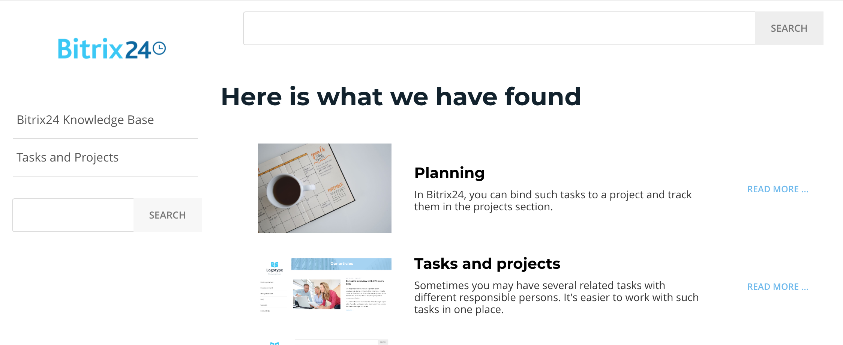 SEARCH
Bitrix24
Here is what we have found
Bitrix24 Knowledge Base
Tasks and Projects
SEARCH
Planning
In Bitrix24, you can bind such tasks to a project and track
them in the projects section.
READ MORE ...
Tasks and projects
Sometimes you may have several related tasks with
different responsible persons. It's easier to work with such
tasks in one place.
READ MORE ...